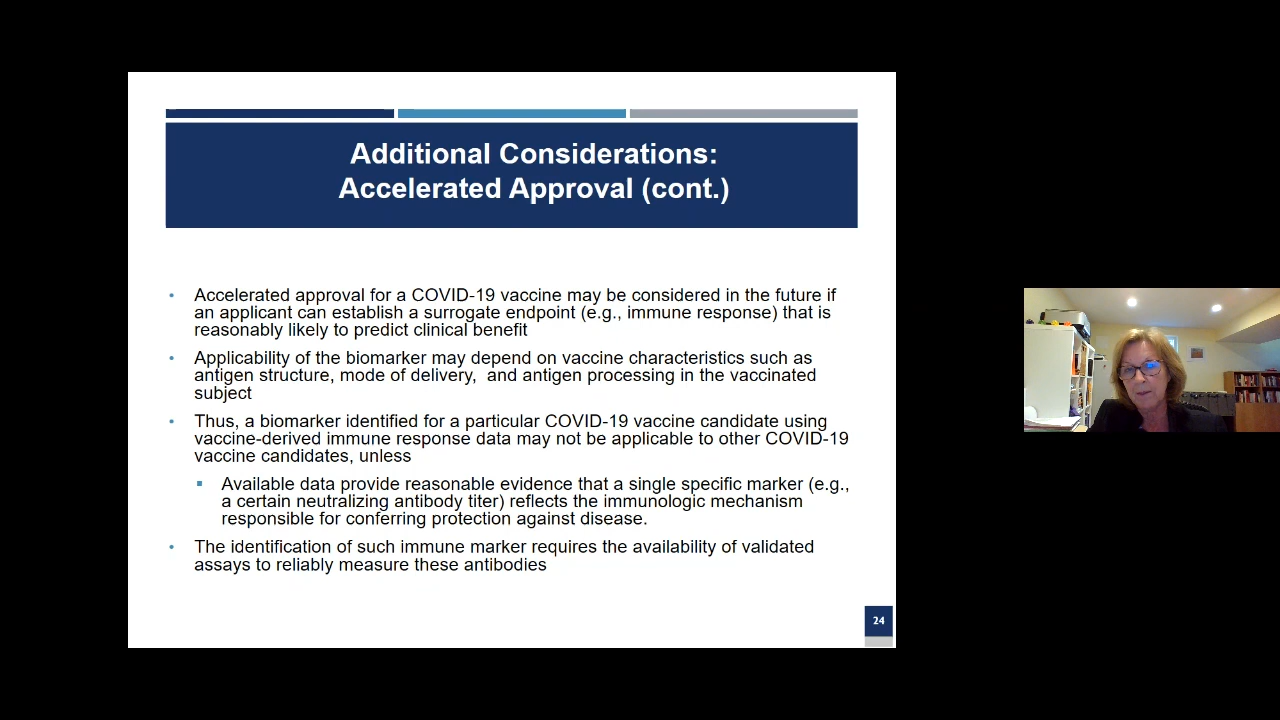 Additional Considerations:
Accelerated Approval (cont.)
• Accelerated approval for a COVID-19 vaccine may be considered in the future if
an applicant can establish a surrogate endpoint (e.g., immune response) that is
reasonably likely to predict clinical benefit
• Applicability of the biomarker may depend on vaccine characteristics such as
antigen structure, mode of delivery,  and antigen processing in the vaccinated
subject
• Thus, a biomarker identified for a particular COVID-19 vaccine candidate using
vaccine-derived immune response data may not be applicable to other COVID-19
vaccine candidates, unless
▪ Available data provide reasonable evidence that a single specific marker (e.g.,
a certain neutralizing antibody titer) reflects the immunologic mechanism
responsible for conferring protection against disease.
• The identification of such immune marker requires the availability of validated
assays to reliably measure these antibodies
24